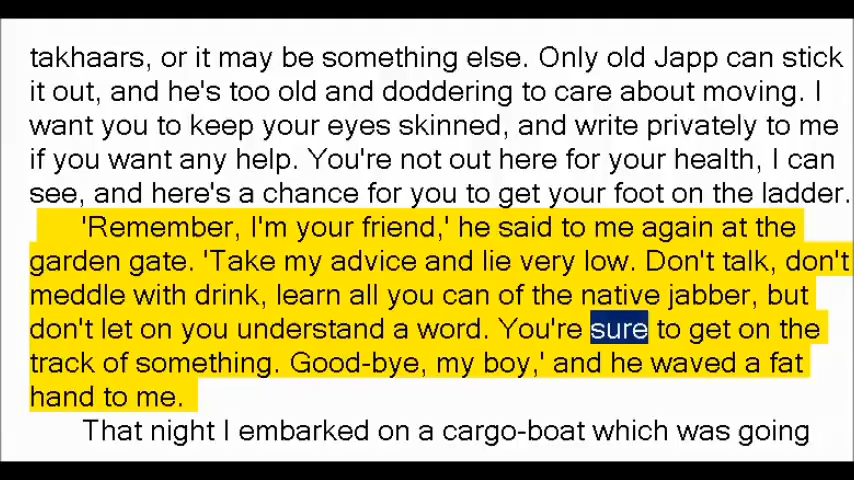 takhaars, or it may be something else. Only old Japp can stick
it out, and he's too old and doddering to care about moving. I
want you to keep your eyes skinned, and write privately to me
if you want any help. You're not out here for your health, I can
see, and here's a chance for you to get your foot on the ladder.
'Remember, I'm your friend,' he said to me again at the
garden gate. 'Take my advice and lie very low. Don't talk, don't
meddle with drink, learn all you can of the native jabber, but
don't let on you understand a word. You're sure to get on the
track of something. Good-bye, my boy,' and he waved a fat
hand to me.
That night I embarked on a cargo-boat which was going